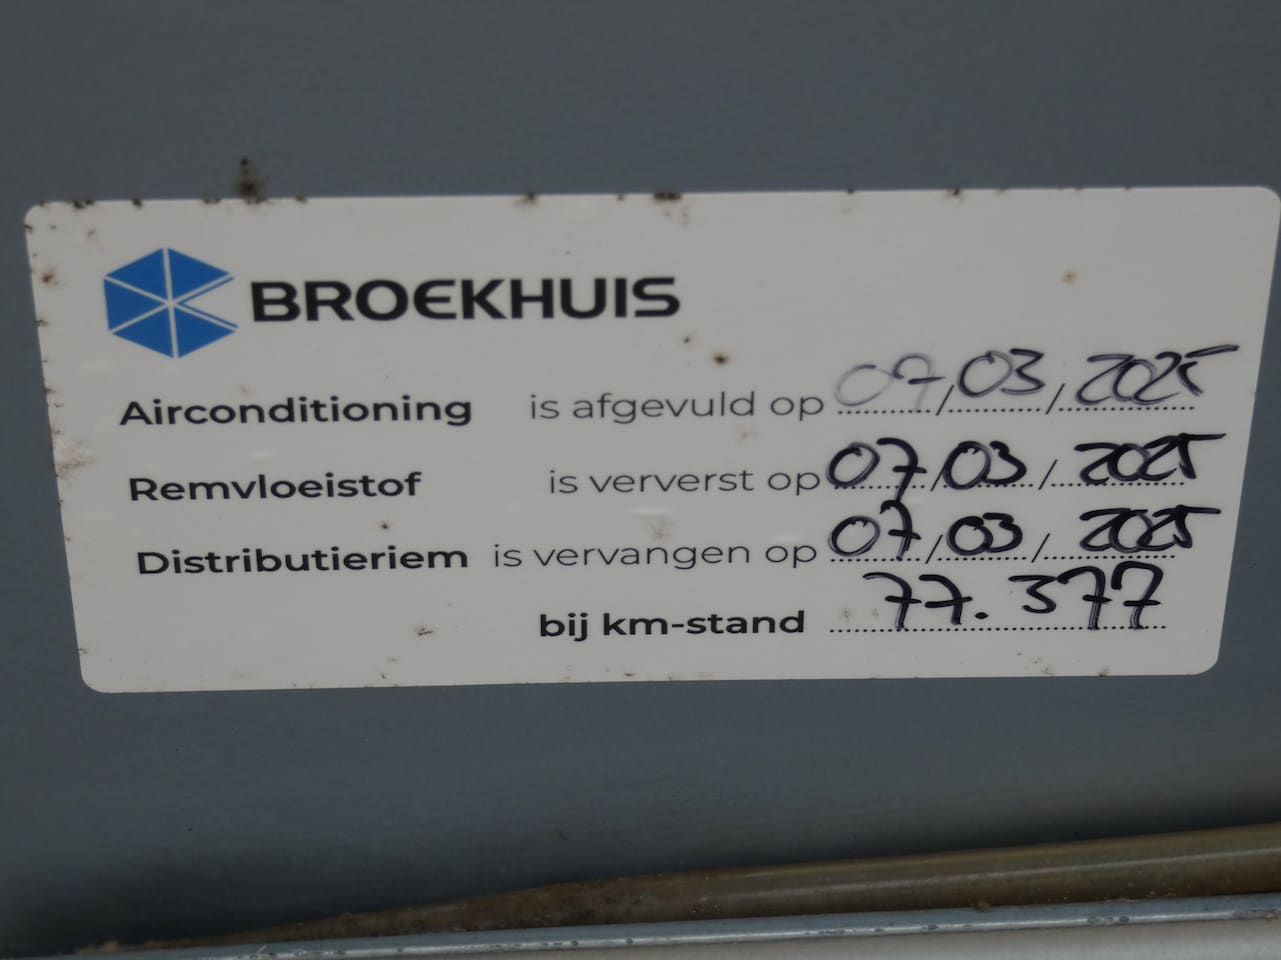 BROEKHUIS
Airconditioning is afgevuld op 07/03/2025
Remvloeistof is ververst op 07/03/2025
Distributieriem is vervangen op 07/03/2025
bij km-stand 77.377